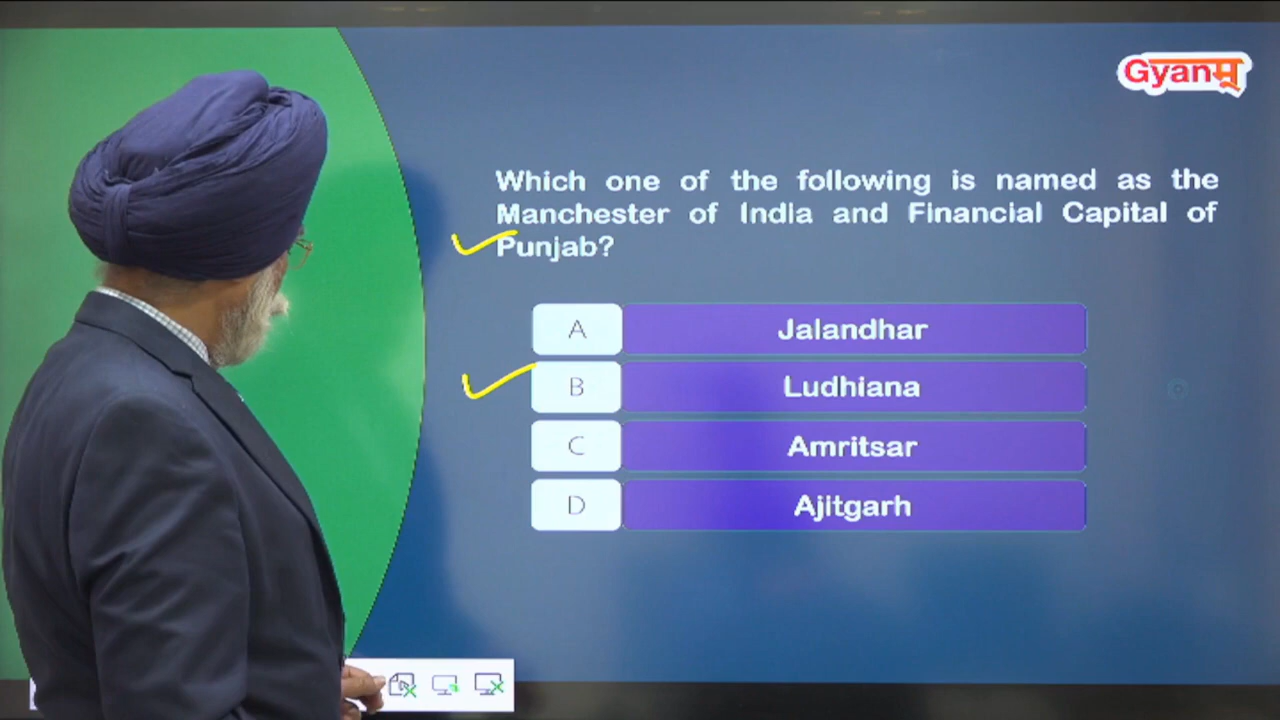 Gyanम्
Which one of the following is named as the
Manchester of India and Financial Capital of
Punjab?
A Jalandhar
B Ludhiana
C Amritsar
D Ajitgarh